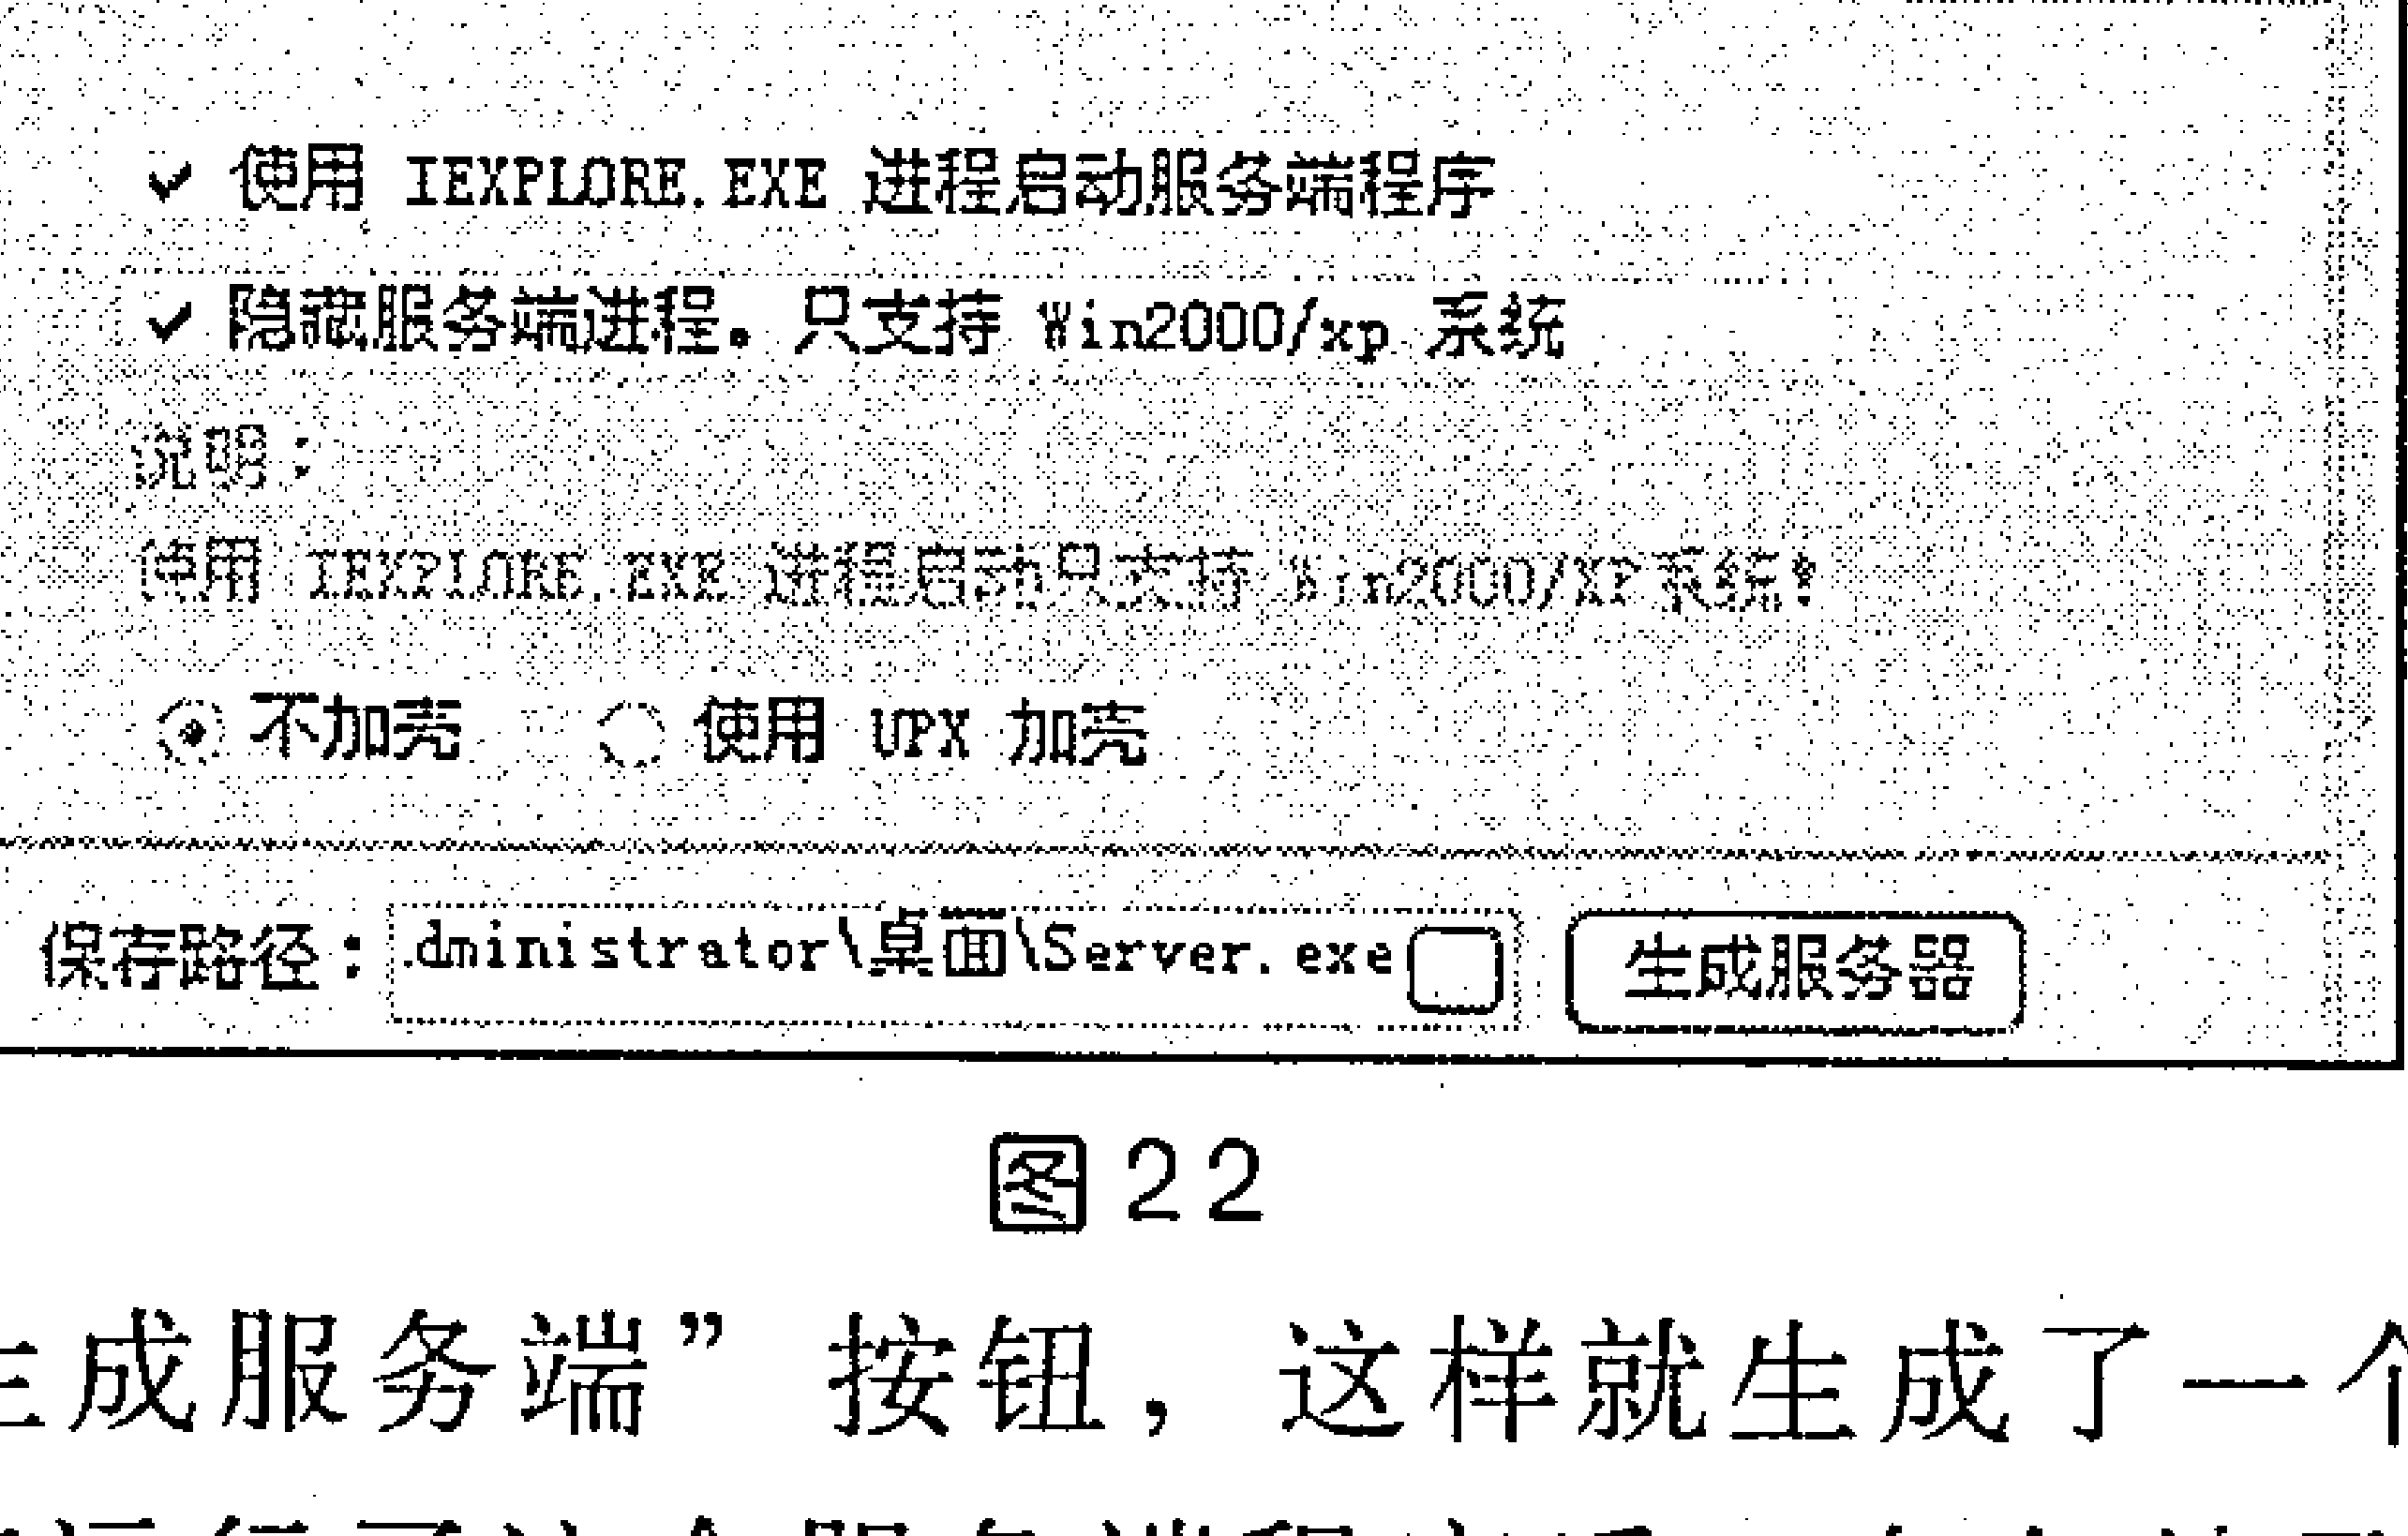 使用 IEXPLORE.EXE 进程启动服务端程序
隐藏服务端进程。只支持 Win2000/xp 系统
说明：
使用 IEXPLORE.EXE 进程启动只支持 Win2000/XP 系统!
不加壳 使用 UPX 加壳
保存路径： .dministrator\桌面\Server.exe 生成服务器
图22
生成服务端”按钮，这样就生成了一个